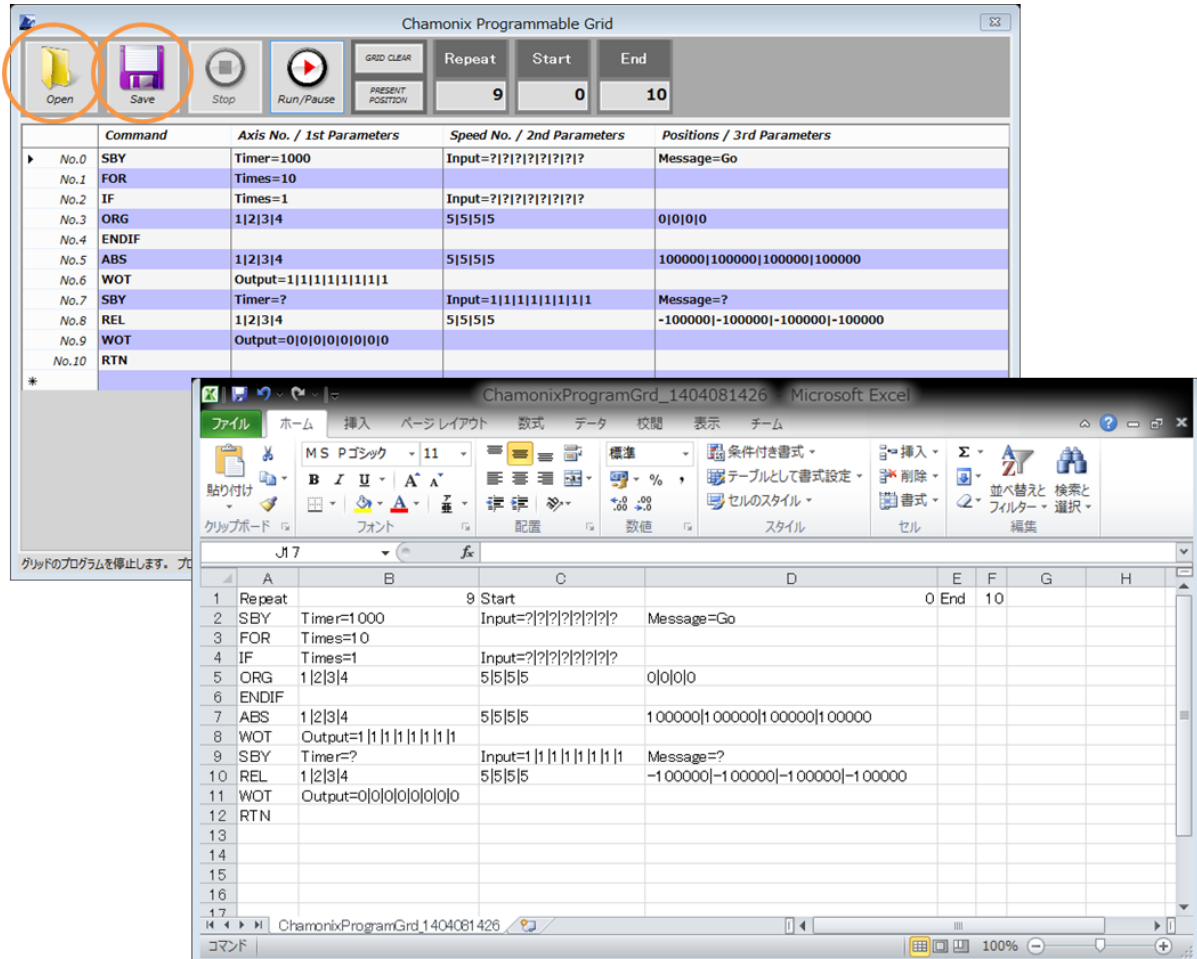 Chamonix Programmable Grid
Open
Save
Stop
Run/Pause
GRID CLEAR
PRESENT
POSITION
Repeat Start End
9 0 10
Command Axis No. / 1st Parameters Speed No. / 2nd Parameters Positions / 3rd Parameters
No.0 SBY Timer=1000 Input=?|?|?|?|?|?|?|? Message=Go
No.1 FOR Times=10
No.2 IF Times=1 Input=?|?|?|?|?|?|?|?
No.3 ORG 1|2|3|4 5|5|5|5 0|0|0|0
No.4 ENDIF
No.5 ABS 1|2|3|4 5|5|5|5 100000|100000|100000|100000
No.6 WOT Output=1|1|1|1|1|1|1|1
No.7 SBY Timer=? Input=1|1|1|1|1|1|1|1 Message=?
No.8 REL 1|2|3|4 5|5|5|5 -100000|-100000|-100000|-100000
No.9 WOT Output=0|0|0|0|0|0|0|0
No.10 RTN
グリッドのプログラムを停止します。 プロ
ChamonixProgramGrd_1404081426 - Microsoft Excel
ファイル ホーム 挿入 ページ レイアウト 数式 データ 校閲 表示 チーム
貼り付け
クリップボード
ＭＳ Ｐゴシック 11
B I U
フォント
配置
標準
数値
条件付き書式
テーブルとして書式設定
セルのスタイル
スタイル
挿入
削除
書式
セル
並べ替えと
フィルター
検索と
選択
編集
J17 fx
A B C D E F G H
1 Repeat 9 Start 0 End 10
2 SBY Timer=1000 Input=?|?|?|?|?|?|?|? Message=Go
3 FOR Times=10
4 IF Times=1 Input=?|?|?|?|?|?|?|?
5 ORG 1|2|3|4 5|5|5|5 0|0|0|0
6 ENDIF
7 ABS 1|2|3|4 5|5|5|5 100000|100000|100000|100000
8 WOT Output=1|1|1|1|1|1|1|1
9 SBY Timer=? Input=1|1|1|1|1|1|1|1 Message=?
10 REL 1|2|3|4 5|5|5|5 -100000|-100000|-100000|-100000
11 WOT Output=0|0|0|0|0|0|0|0
12 RTN
13
14
15
16
17
ChamonixProgramGrd_1404081426
コマンド 100%